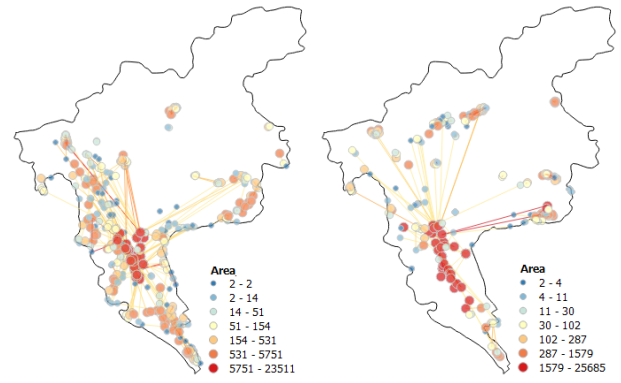 Area
2 - 2
2 - 14
14 - 51
51 - 154
154 - 531
531 - 5751
5751 - 23511
Area
2 - 4
4 - 11
11 - 30
30 - 102
102 - 287
287 - 1579
1579 - 25685